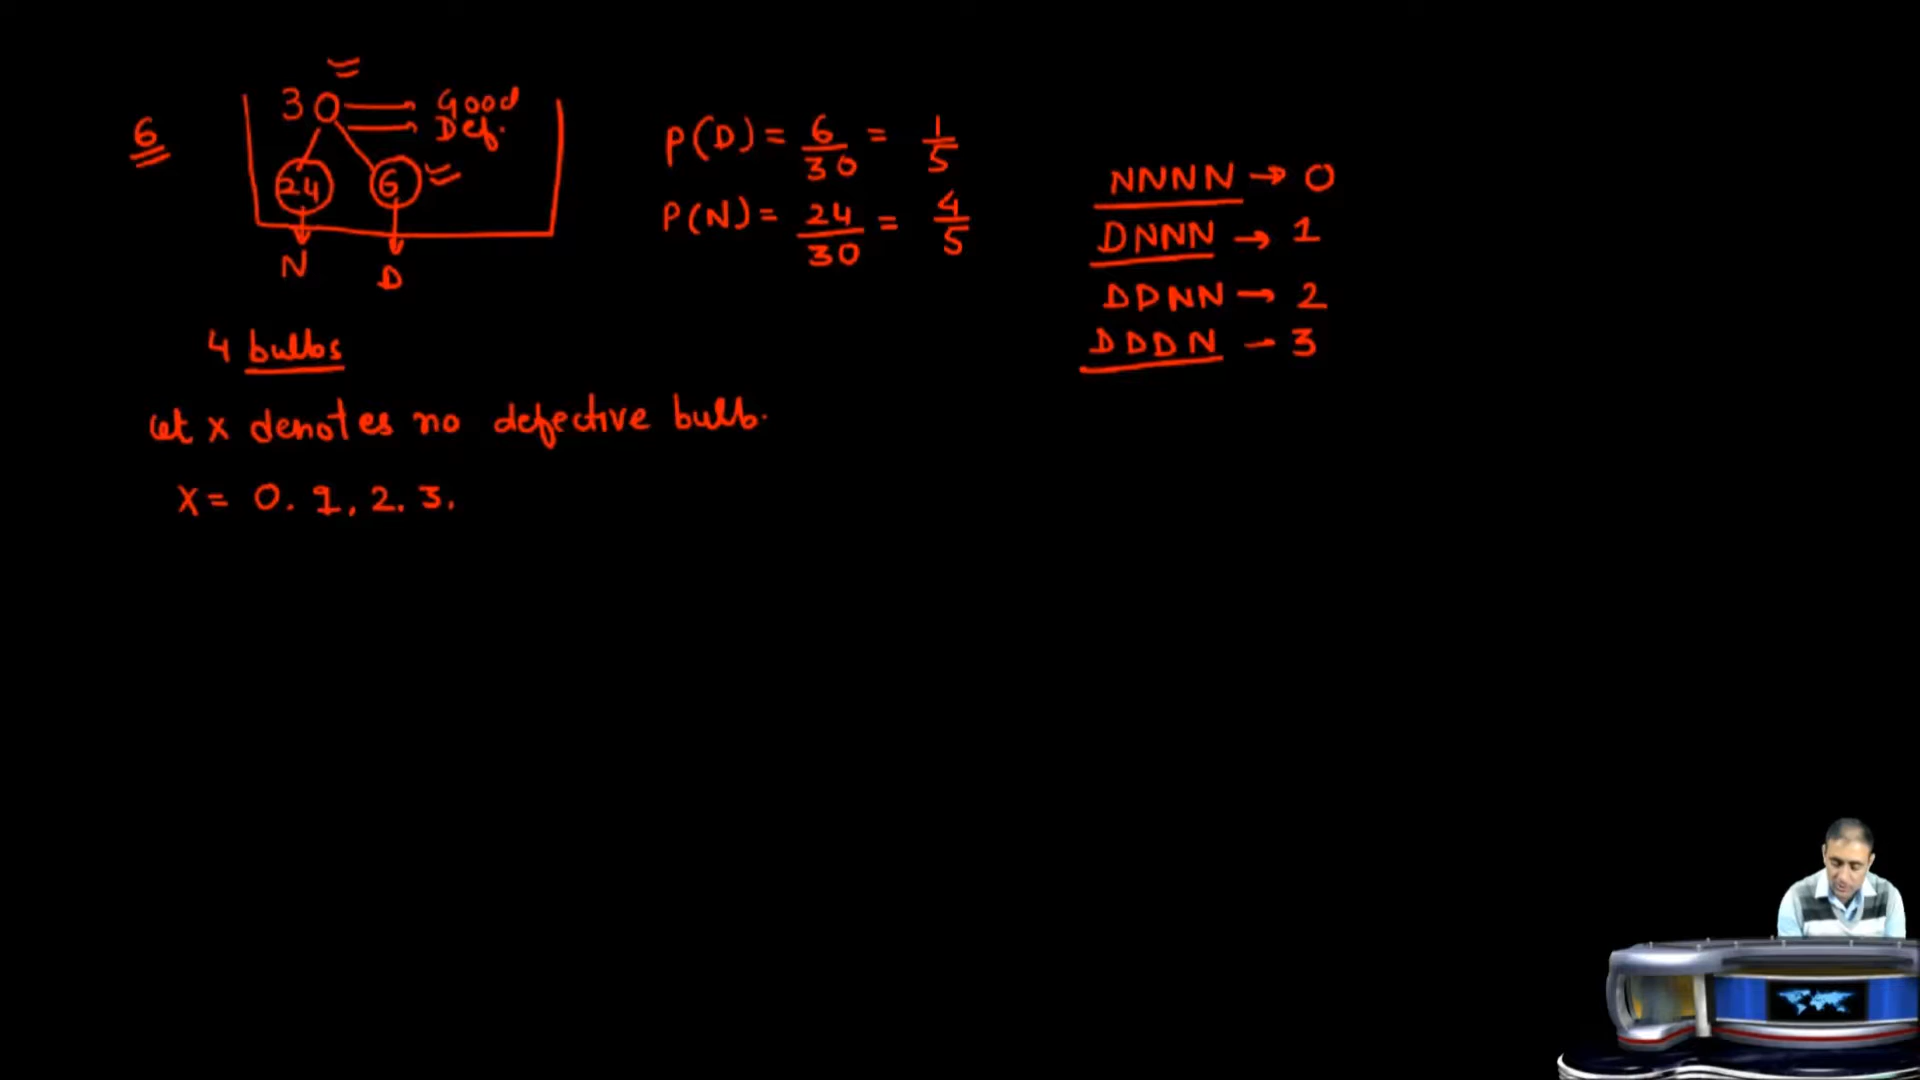 6
30 → Good
→ Def.
24 6
N D
P(D) = 6/30 = 1/5
P(N) = 24/30 = 4/5
NNNN → 0
DNNN → 1
DDNN → 2
DDDN - 3
4 bulbs
let x denotes no defective bulb.
X = 0. 1, 2. 3.